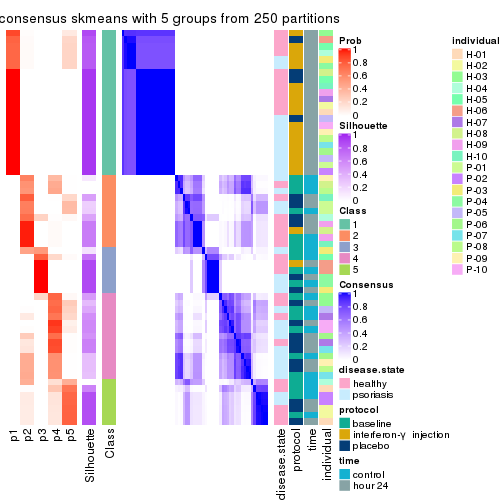 consensus skmeans with 5 groups from 250 partitions
Prob
1
0.8
0.6
0.4
0.2
0
Silhouette
1
0.8
0.6
0.4
0.2
0
Class
1
2
3
4
5
Consensus
1
0.8
0.6
0.4
0.2
0
disease.state
healthy
psoriasis
protocol
baseline
interferon-γ injection
placebo
time
control
hour 24
individual
H-01
H-02
H-03
H-04
H-05
H-06
H-07
H-08
H-09
H-10
P-01
P-02
P-03
P-04
P-05
P-06
P-07
P-08
P-09
P-10
p1
p2
p3
p4
p5
Silhouette
Class
disease.state
protocol
time
individual